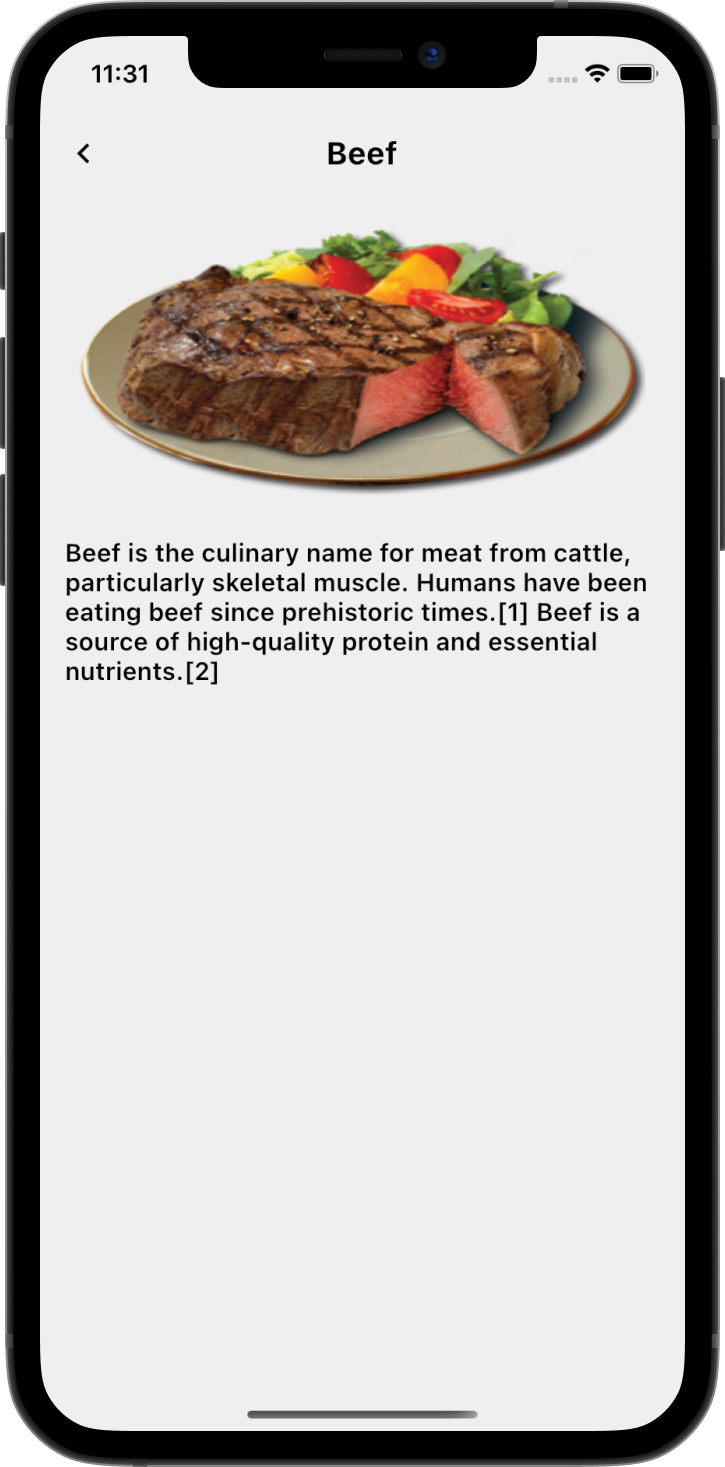 11:31
Beef
Beef is the culinary name for meat from cattle,
particularly skeletal muscle. Humans have been
eating beef since prehistoric times.[1] Beef is a
source of high-quality protein and essential
nutrients.[2]